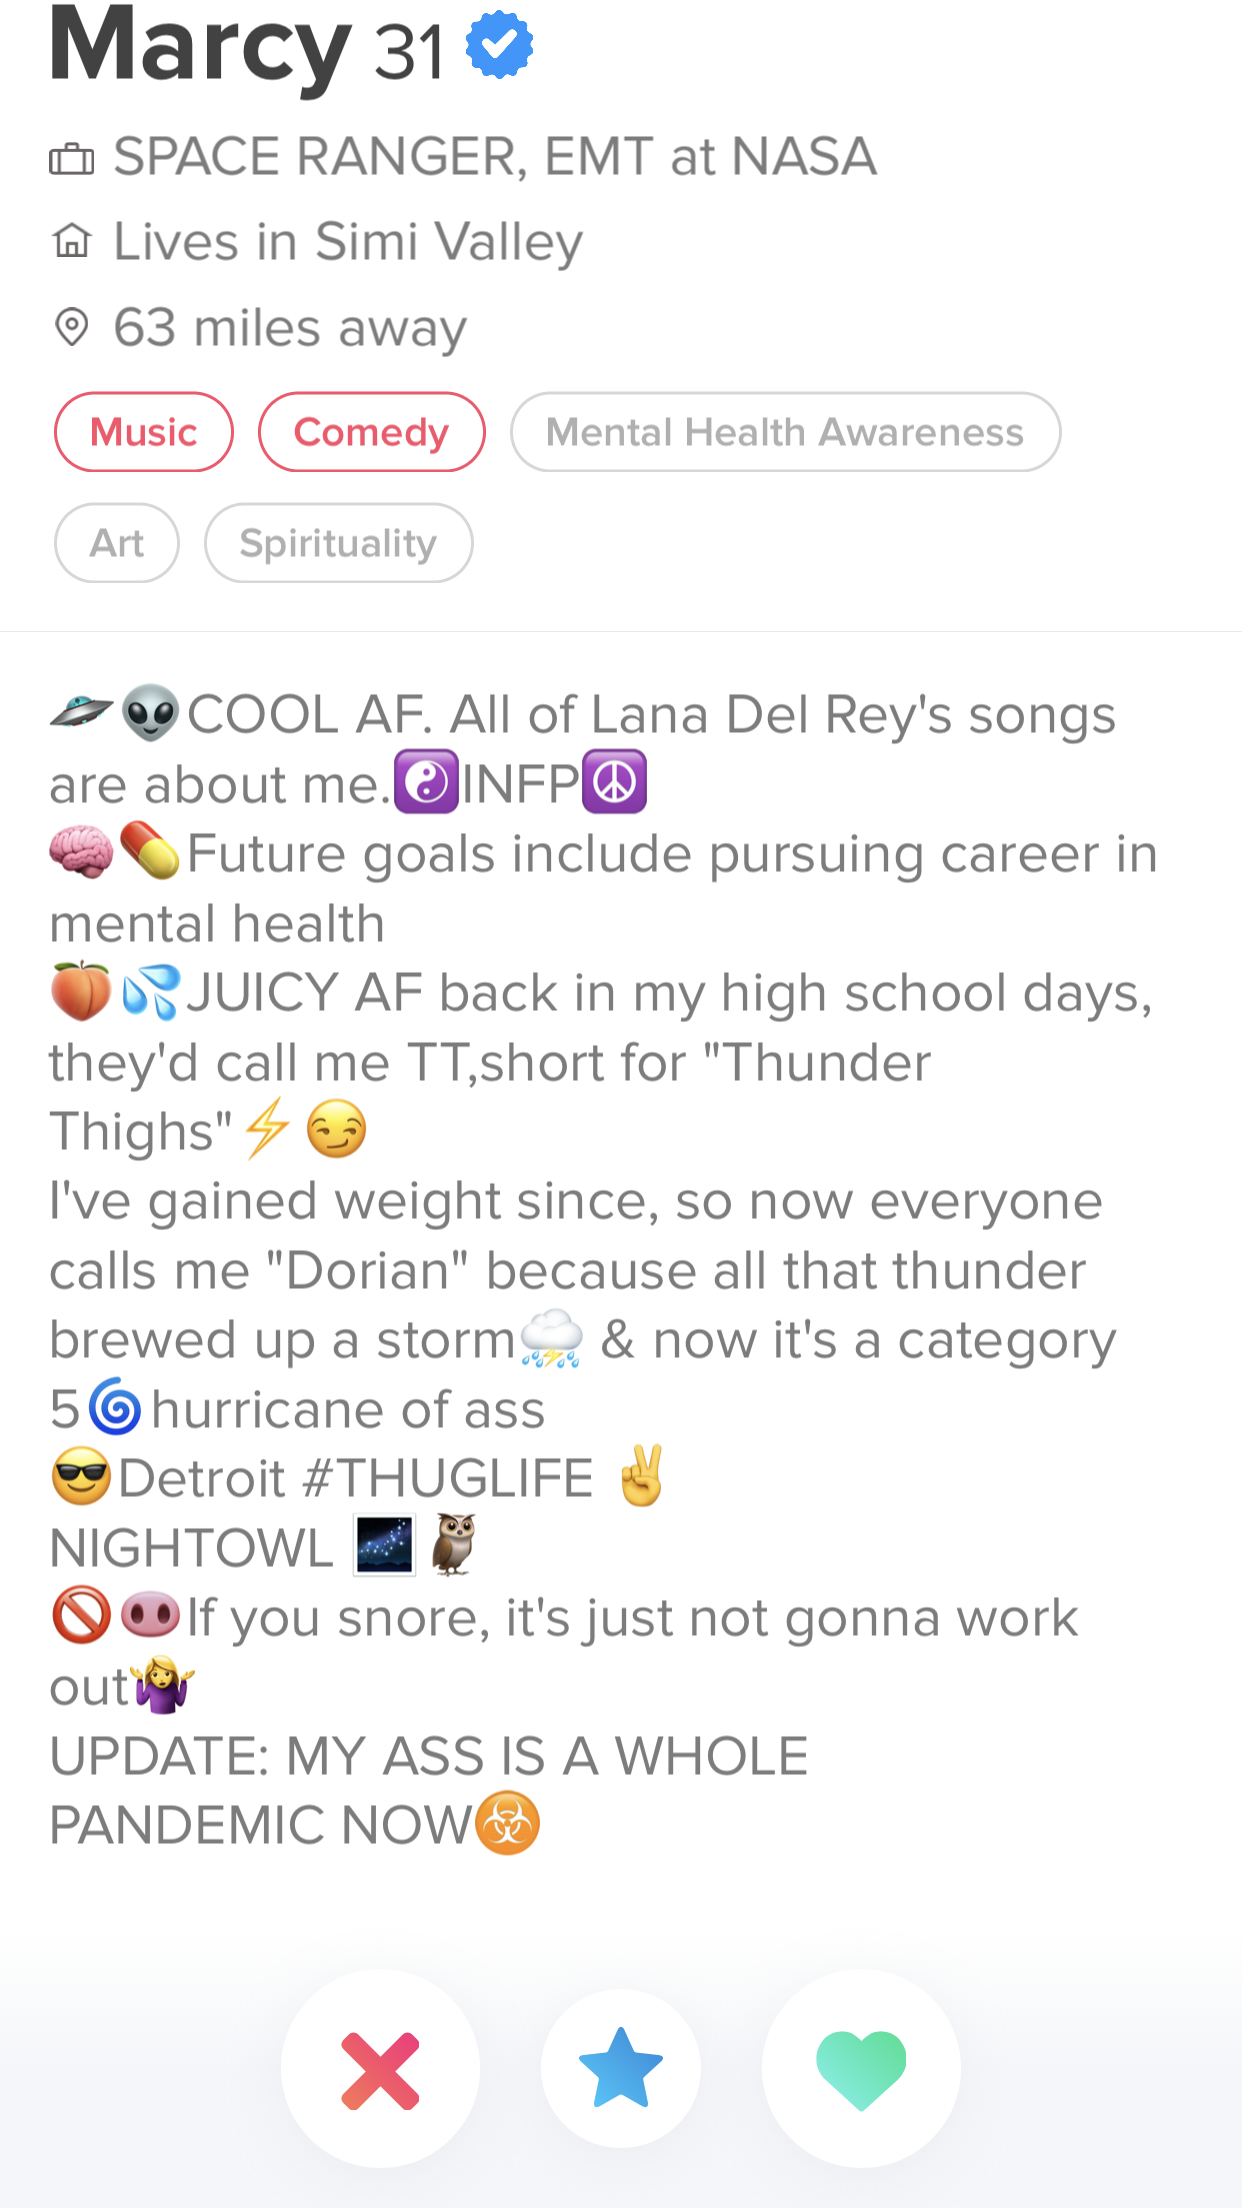 Marcy 31
SPACE RANGER, EMT at NASA
Lives in Simi Valley
63 miles away
Music Comedy Mental Health Awareness
Art Spirituality
🛸👽COOL AF. All of Lana Del Rey's songs
are about me.☯️INFP☮️
🧠💊Future goals include pursuing career in
mental health
🍑💦JUICY AF back in my high school days,
they'd call me TT,short for "Thunder
Thighs"⚡😏
I've gained weight since, so now everyone
calls me "Dorian" because all that thunder
brewed up a storm⛈️ & now it's a category
5🌀hurricane of ass
😎Detroit #THUGLIFE ✌️
NIGHTOWL 🌌🦉
🚫🐽If you snore, it's just not gonna work
out🤷‍♀️
UPDATE: MY ASS IS A WHOLE
PANDEMIC NOW☣️